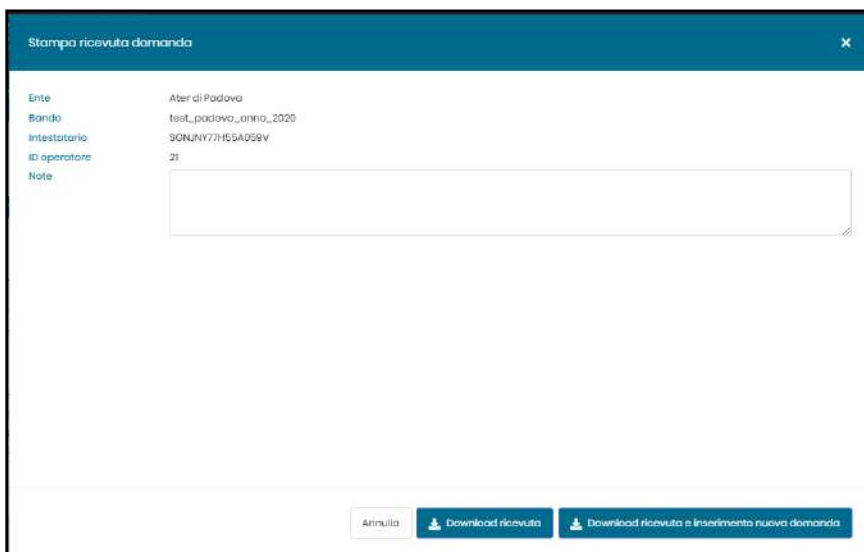 Stampa ricevuta domanda ×
Ente Ater di Padova
Bando test_padova_anno_2020
Intestatario SGNJNY77H55A059V
ID operatore 21
Note
Annulla Download ricevuta Download ricevuta e inserimento nuova domanda